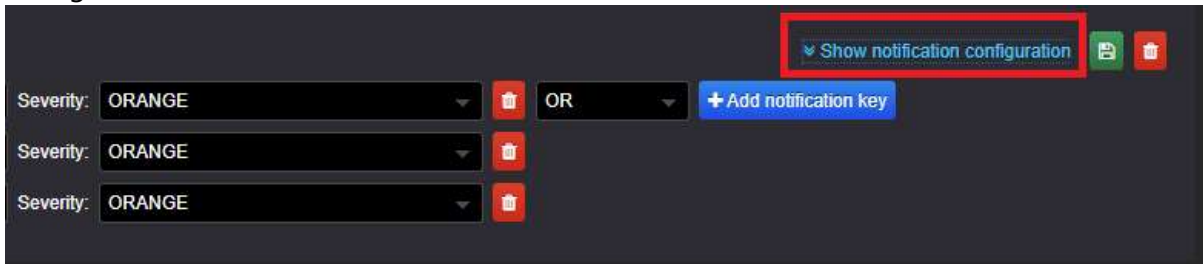 Show notification configuration
Severity: ORANGE OR Add notification key
Severity: ORANGE
Severity: ORANGE